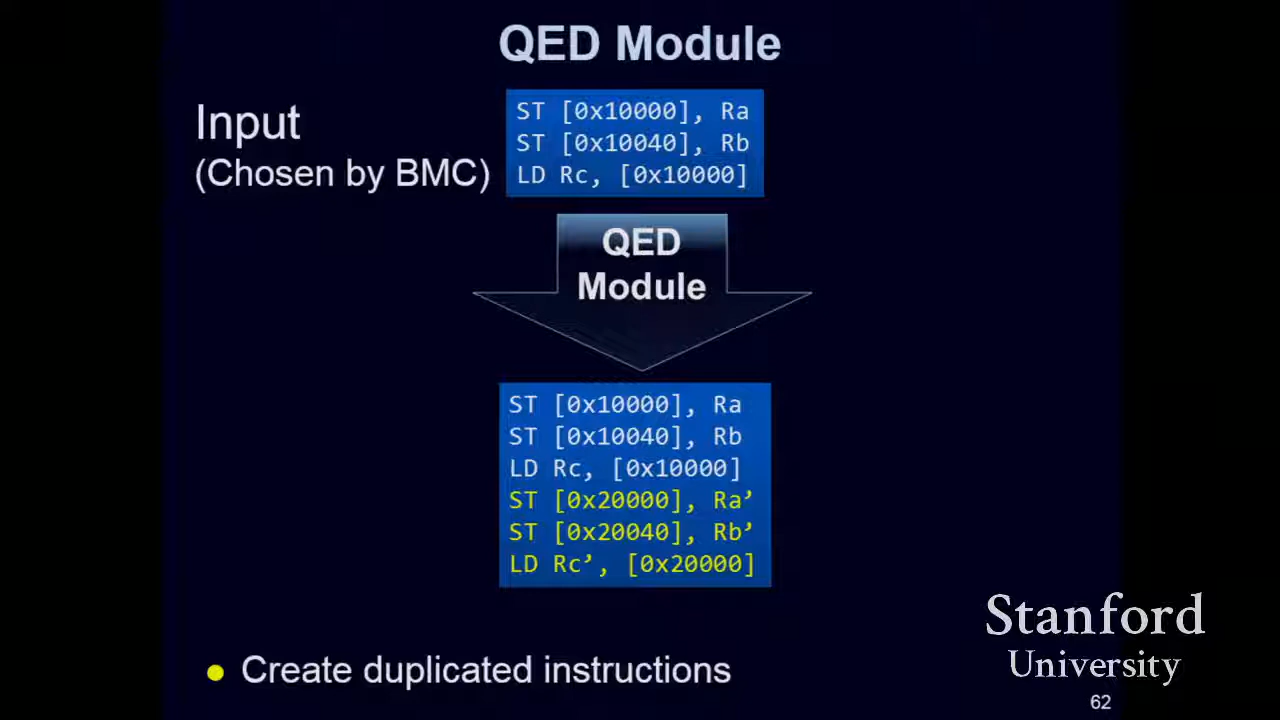 QED Module
Input
(Chosen by BMC)
ST [0x10000], Ra
ST [0x10040], Rb
LD Rc, [0x10000]
QED
Module
ST [0x10000], Ra
ST [0x10040], Rb
LD Rc, [0x10000]
ST [0x20000], Ra’
ST [0x20040], Rb’
LD Rc’, [0x20000]
Create duplicated instructions
Stanford
University
62